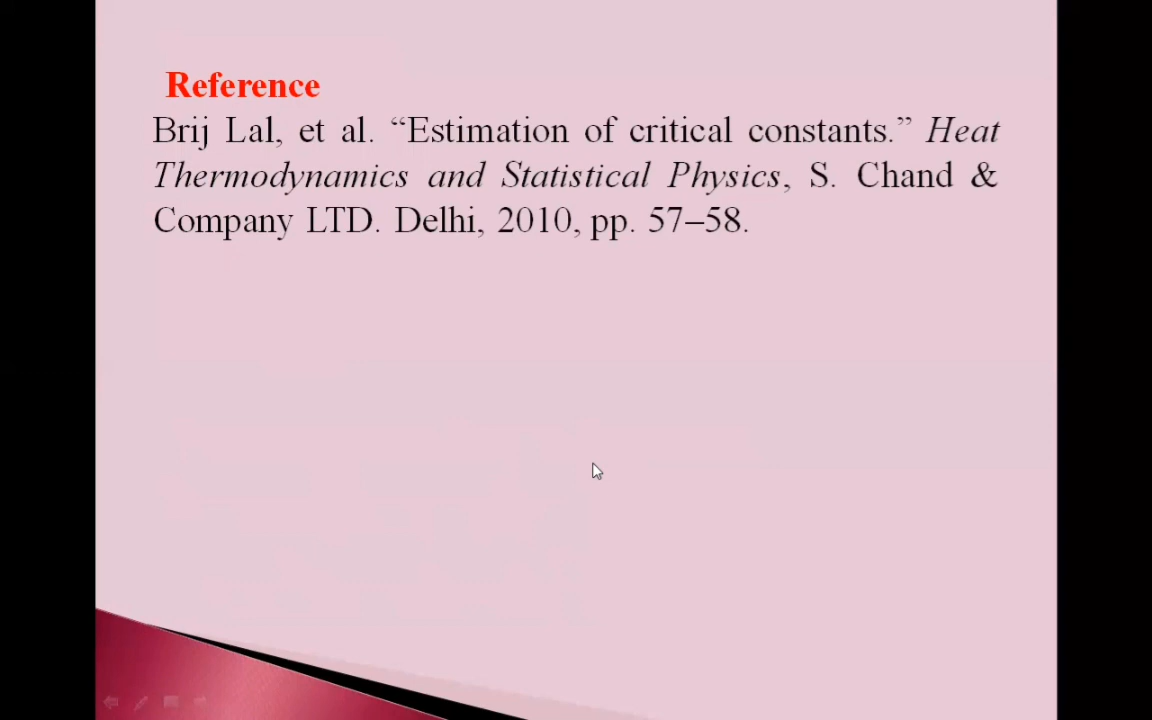 Reference
Brij Lal, et al. “Estimation of critical constants.” Heat
Thermodynamics and Statistical Physics, S. Chand &
Company LTD. Delhi, 2010, pp. 57–58.